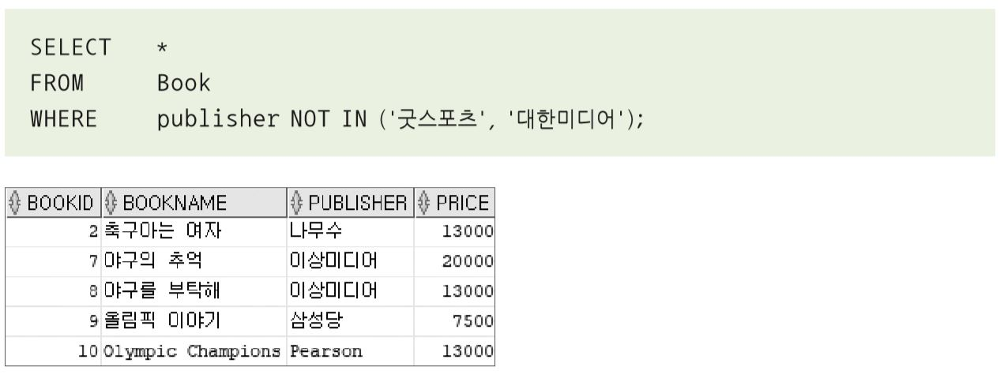 SELECT *
FROM Book
WHERE publisher NOT IN ('굿스포츠', '대한미디어');
BOOKID BOOKNAME PUBLISHER PRICE
2 축구아는 여자 나무수 13000
7 야구의 추억 이상미디어 20000
8 야구를 부탁해 이상미디어 13000
9 올림픽 이야기 삼성당 7500
10 Olympic Champions Pearson 13000